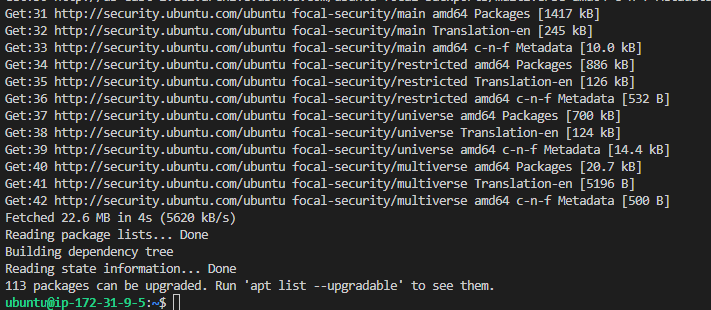 Get:31 http://security.ubuntu.com/ubuntu focal-security/main amd64 Packages [1417 kB]
Get:32 http://security.ubuntu.com/ubuntu focal-security/main Translation-en [245 kB]
Get:33 http://security.ubuntu.com/ubuntu focal-security/main amd64 c-n-f Metadata [10.0 kB]
Get:34 http://security.ubuntu.com/ubuntu focal-security/restricted amd64 Packages [886 kB]
Get:35 http://security.ubuntu.com/ubuntu focal-security/restricted Translation-en [126 kB]
Get:36 http://security.ubuntu.com/ubuntu focal-security/restricted amd64 c-n-f Metadata [532 B]
Get:37 http://security.ubuntu.com/ubuntu focal-security/universe amd64 Packages [700 kB]
Get:38 http://security.ubuntu.com/ubuntu focal-security/universe Translation-en [124 kB]
Get:39 http://security.ubuntu.com/ubuntu focal-security/universe amd64 c-n-f Metadata [14.4 kB]
Get:40 http://security.ubuntu.com/ubuntu focal-security/multiverse amd64 Packages [20.7 kB]
Get:41 http://security.ubuntu.com/ubuntu focal-security/multiverse Translation-en [5196 B]
Get:42 http://security.ubuntu.com/ubuntu focal-security/multiverse amd64 c-n-f Metadata [500 B]
Fetched 22.6 MB in 4s (5620 kB/s)
Reading package lists... Done
Building dependency tree
Reading state information... Done
113 packages can be upgraded. Run 'apt list --upgradable' to see them.
ubuntu@ip-172-31-9-5:~$